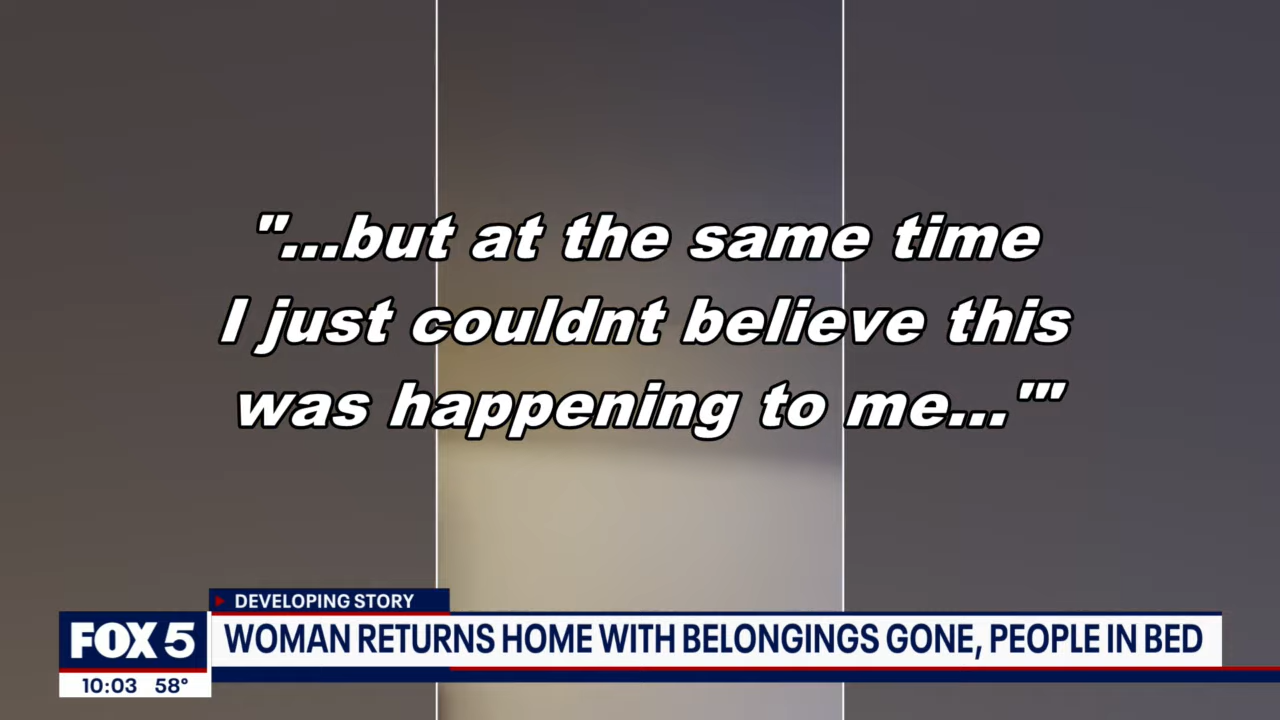 "...but at the same time
I just couldnt believe this
was happening to me...'"
DEVELOPING STORY
FOX 5
WOMAN RETURNS HOME WITH BELONGINGS GONE, PEOPLE IN BED
10:03 58°